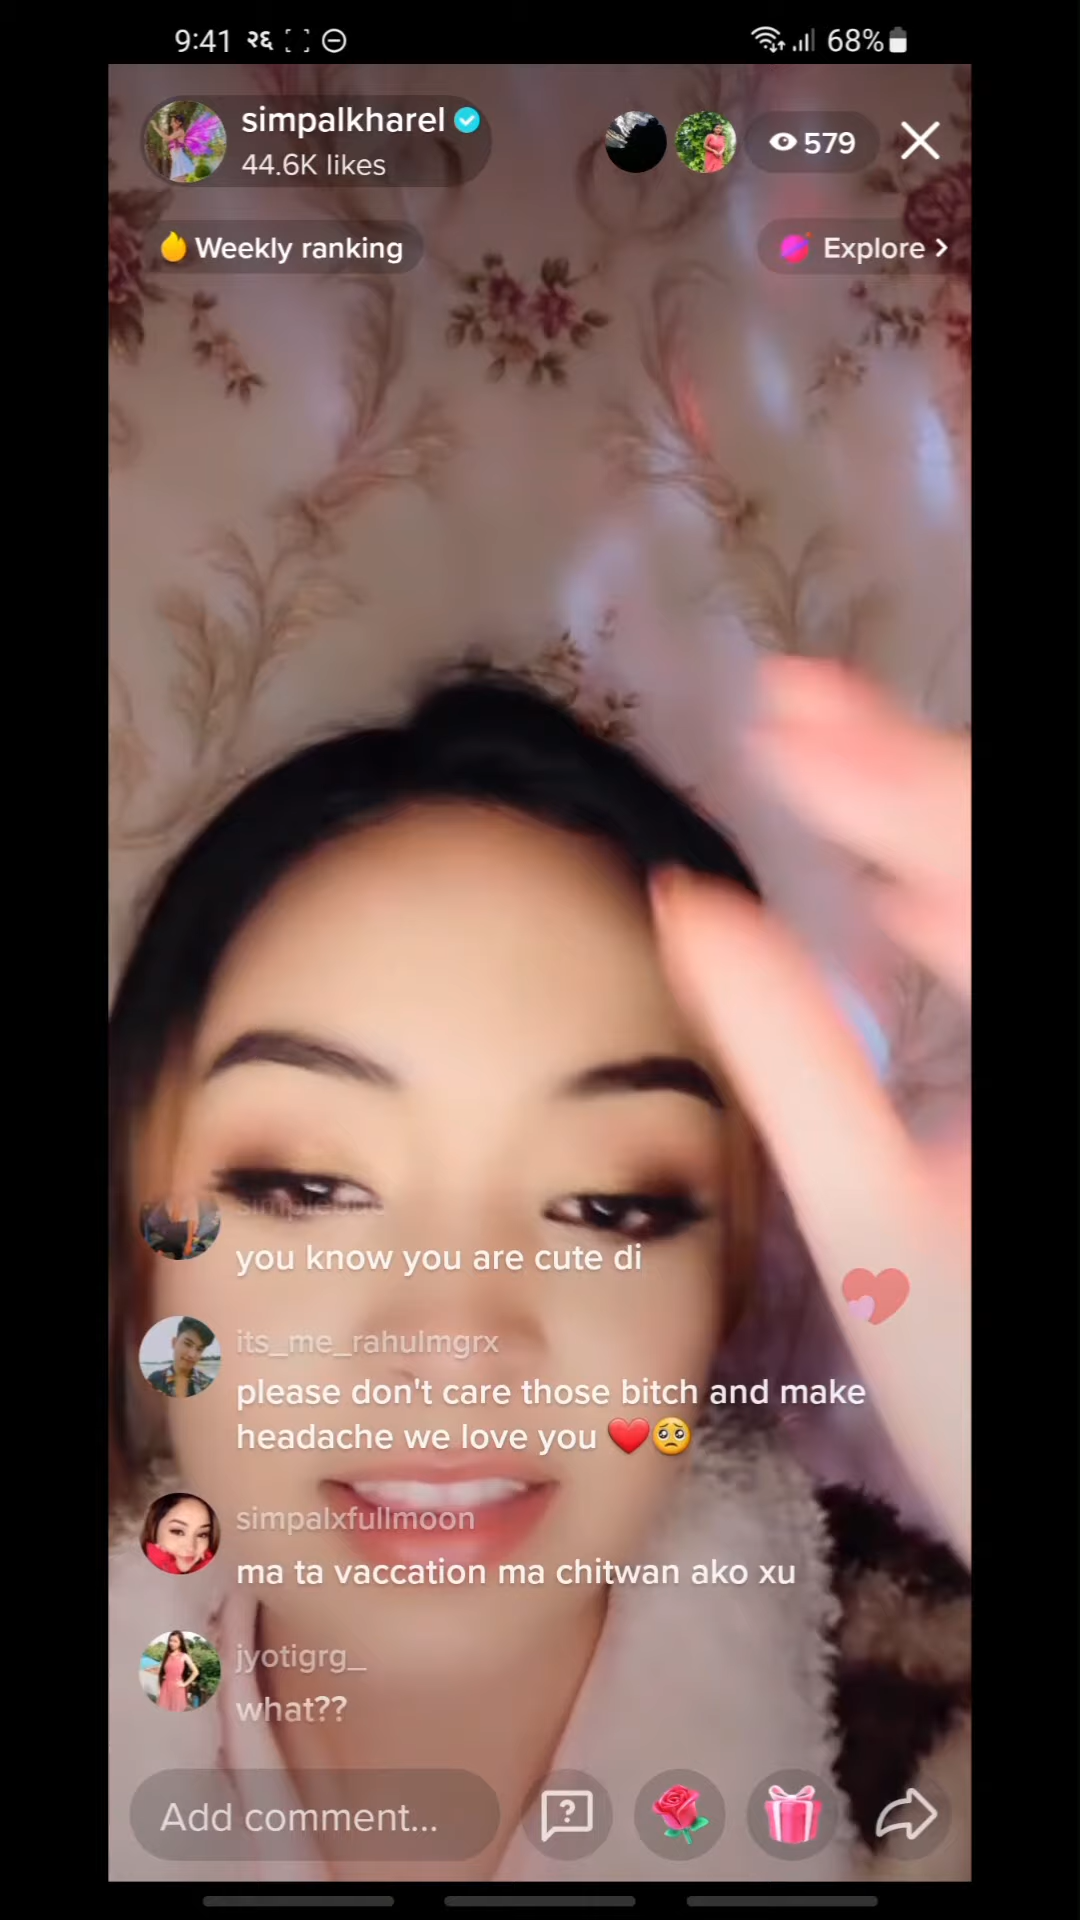 9:41 २६ 68%
simpalkharel
44.6K likes
579
Weekly ranking
Explore >
you know you are cute di
its_me_rahulmgrx
please don't care those bitch and make
headache we love you ❤️🥺
simpalxfullmoon
ma ta vaccation ma chitwan ako xu
jyotigrg_
what??
Add comment...